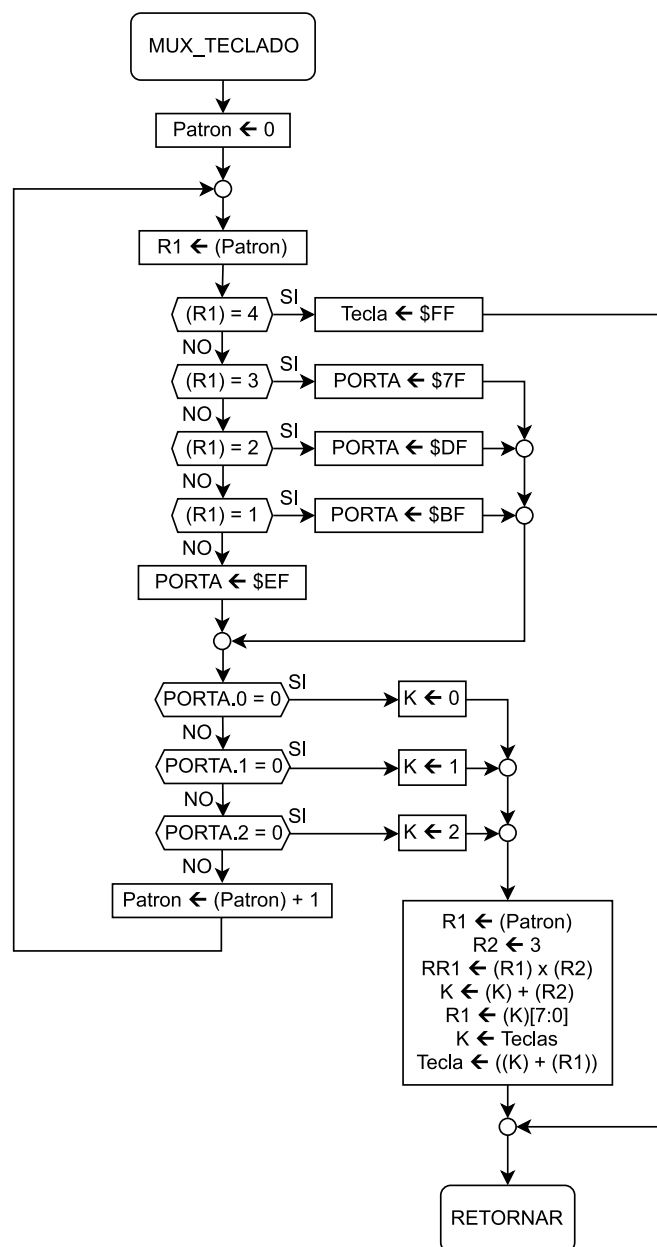 MUX_TECLADO
Patron ← 0
R1 ← (Patron)
(R1) = 4
SI
Tecla ← $FF
NO
(R1) = 3
SI
PORTA ← $7F
NO
(R1) = 2
SI
PORTA ← $DF
NO
(R1) = 1
SI
PORTA ← $BF
NO
PORTA ← $EF
PORTA.0 = 0
SI
K ← 0
NO
PORTA.1 = 0
SI
K ← 1
NO
PORTA.2 = 0
SI
K ← 2
NO
Patron ← (Patron) + 1
R1 ← (Patron)
R2 ← 3
RR1 ← (R1) x (R2)
K ← (K) + (R2)
R1 ← (K)[7:0]
K ← Teclas
Tecla ← ((K) + (R1))
RETORNAR